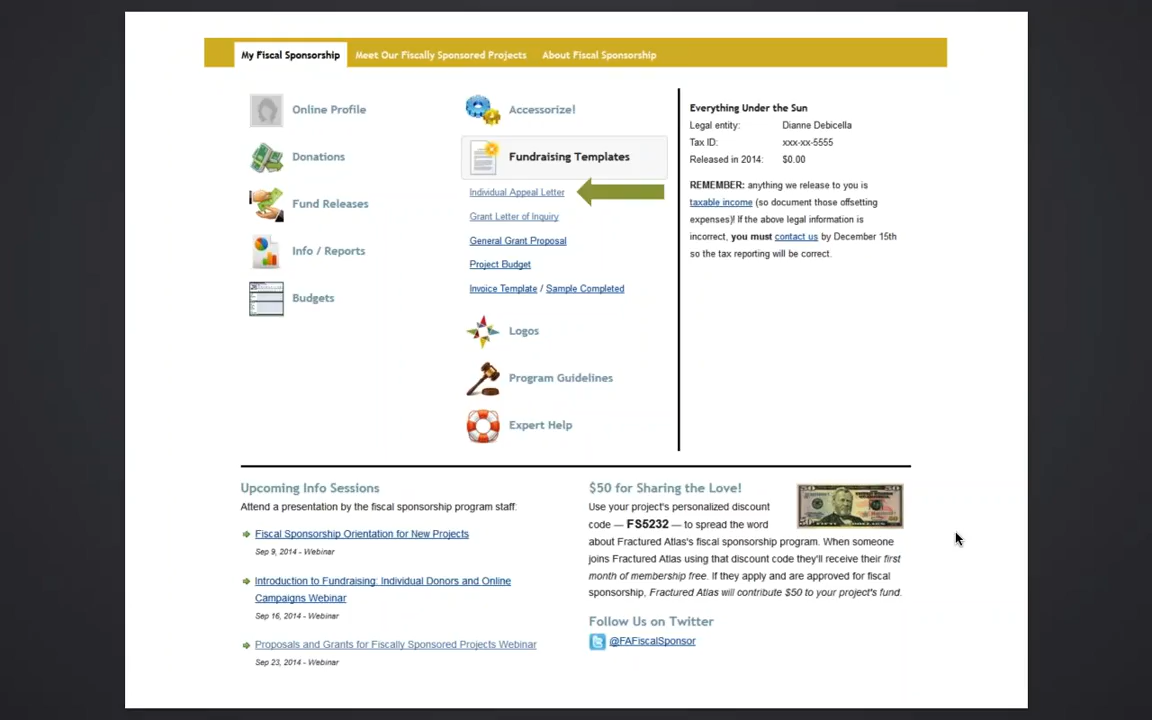 My Fiscal Sponsorship Meet Our Fiscally Sponsored Projects About Fiscal Sponsorship
Online Profile
Donations
Fund Releases
Info / Reports
Budgets
Accessorize!
Fundraising Templates
Individual Appeal Letter
Grant Letter of Inquiry
General Grant Proposal
Project Budget
Invoice Template / Sample Completed
Logos
Program Guidelines
Expert Help
Everything Under the Sun
Legal entity: Dianne Debicella
Tax ID: xxx-xx-5555
Released in 2014: $0.00
REMEMBER: anything we release to you is
taxable income (so document those offsetting
expenses)! If the above legal information is
incorrect, you must contact us by December 15th
so the tax reporting will be correct.
Upcoming Info Sessions
Attend a presentation by the fiscal sponsorship program staff:
Fiscal Sponsorship Orientation for New Projects
Sep 9, 2014 - Webinar
Introduction to Fundraising: Individual Donors and Online
Campaigns Webinar
Sep 16, 2014 - Webinar
Proposals and Grants for Fiscally Sponsored Projects Webinar
Sep 23, 2014 - Webinar
$50 for Sharing the Love!
Use your project's personalized discount
code — FS5232 — to spread the word
about Fractured Atlas's fiscal sponsorship program. When someone
joins Fractured Atlas using that discount code they'll receive their first
month of membership free. If they apply and are approved for fiscal
sponsorship, Fractured Atlas will contribute $50 to your project's fund.
Follow Us on Twitter
@FAFiscalSponsor